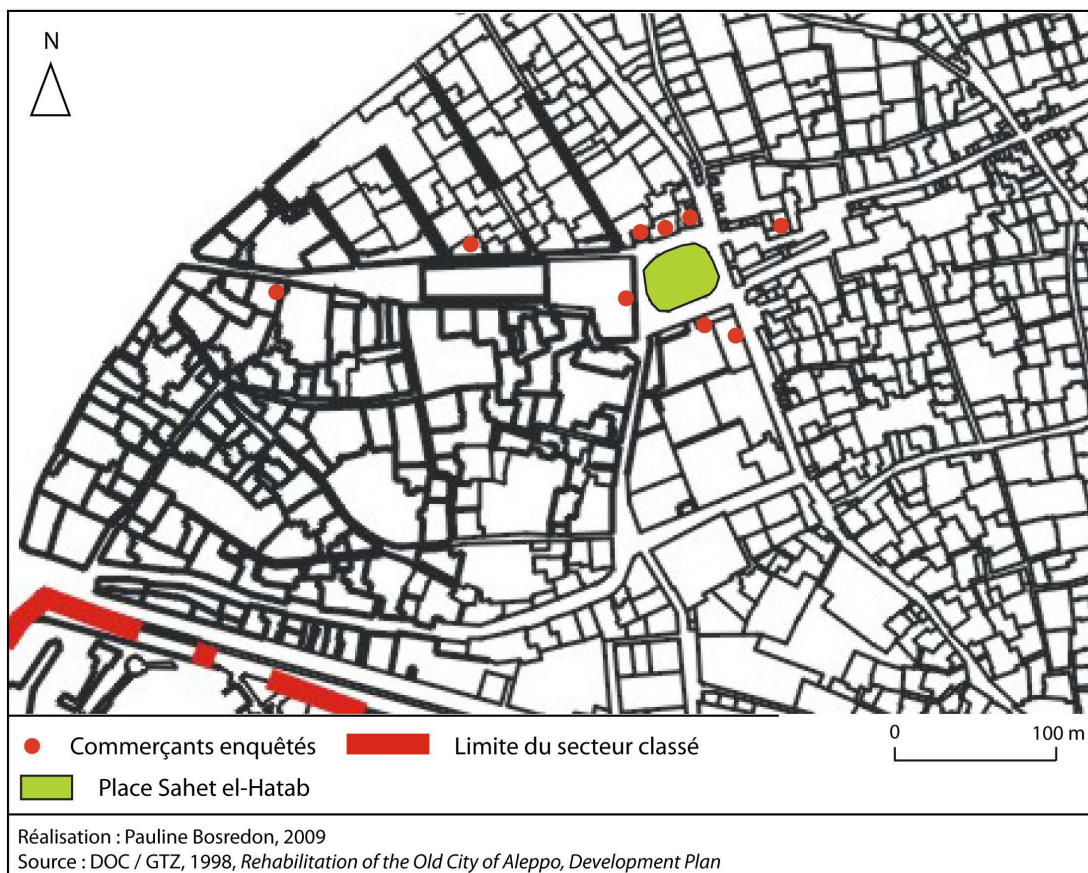 N
Commerçants enquêtés
Limite du secteur classé
0 100 m
Place Sahet el-Hatab
Réalisation : Pauline Bosredon, 2009
Source : DOC / GTZ, 1998, Rehabilitation of the Old City of Aleppo, Development Plan